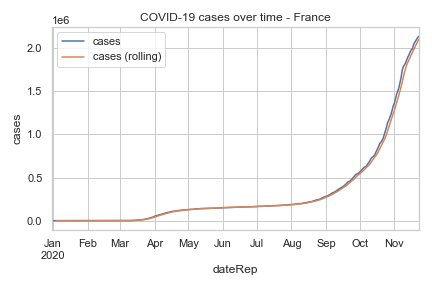 COVID-19 cases over time - France
1e6
cases
cases (rolling)
2.0
1.5
1.0
0.5
0.0
cases
Jan Feb Mar Apr May Jun Jul Aug Sep Oct Nov
2020
dateRep